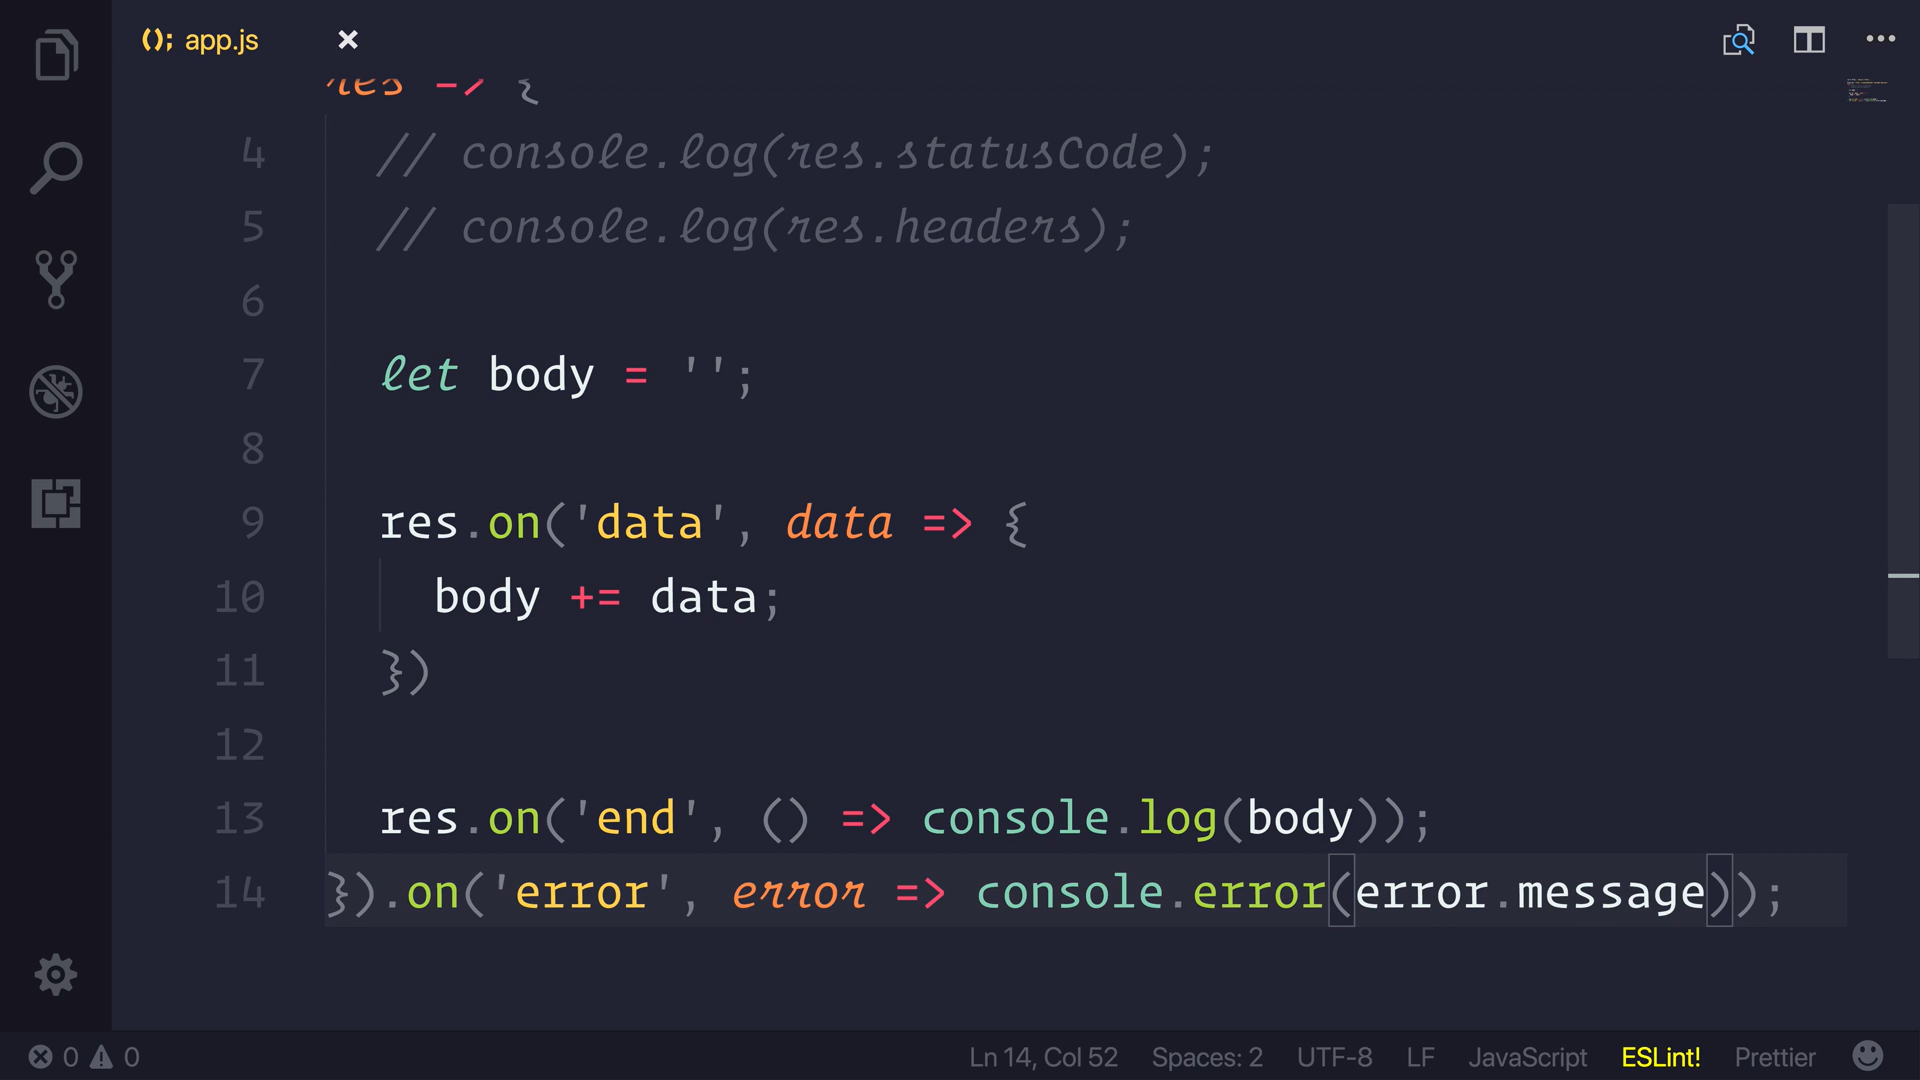 (); app.js
res => {
4 // console.log(res.statusCode);
5 // console.log(res.headers);
6
7 let body = '';
8
9 res.on('data', data => {
10 body += data;
11 })
12
13 res.on('end', () => console.log(body));
14 }).on('error', error => console.error(error.message));
0 0 Ln 14, Col 52 Spaces: 2 UTF-8 LF JavaScript ESLint! Prettier